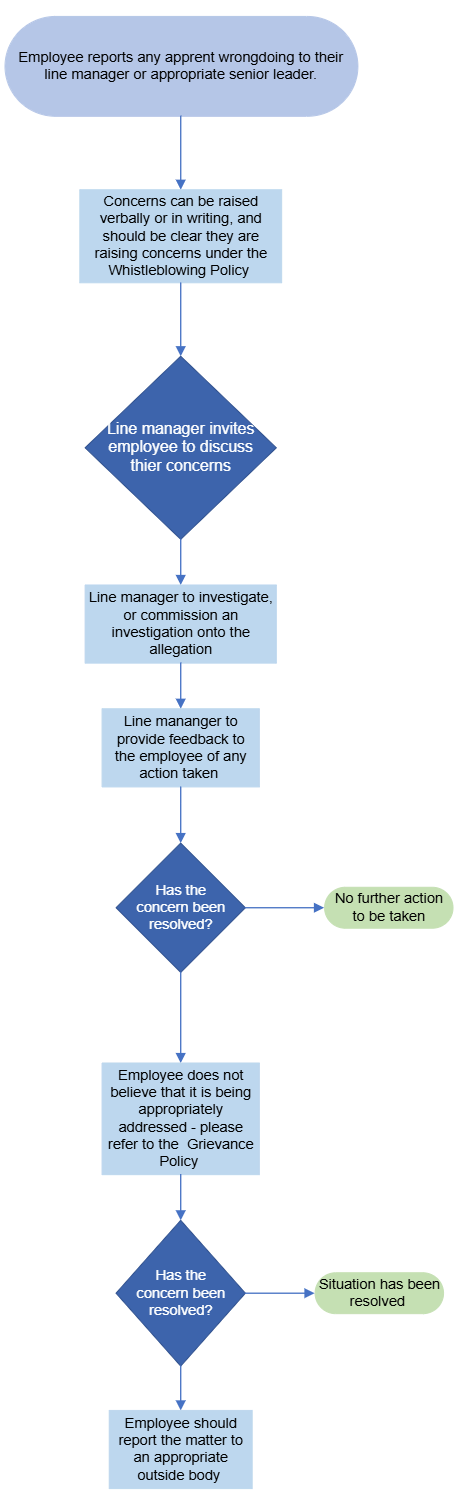 Employee reports any apprent wrongdoing to their
line manager or appropriate senior leader.
Concerns can be raised
verbally or in writing, and
should be clear they are
raising concerns under the
Whistleblowing Policy
Line manager invites
employee to discuss
thier concerns
Line manager to investigate,
or commission an
investigation onto the
allegation
Line mananger to
provide feedback to
the employee of any
action taken
Has the
concern been
resolved?
No further action
to be taken
Employee does not
believe that it is being
appropriately
addressed - please
refer to the  Grievance
Policy
Has the
concern been
resolved?
Situation has been
resolved
Employee should
report the matter to
an appropriate
outside body